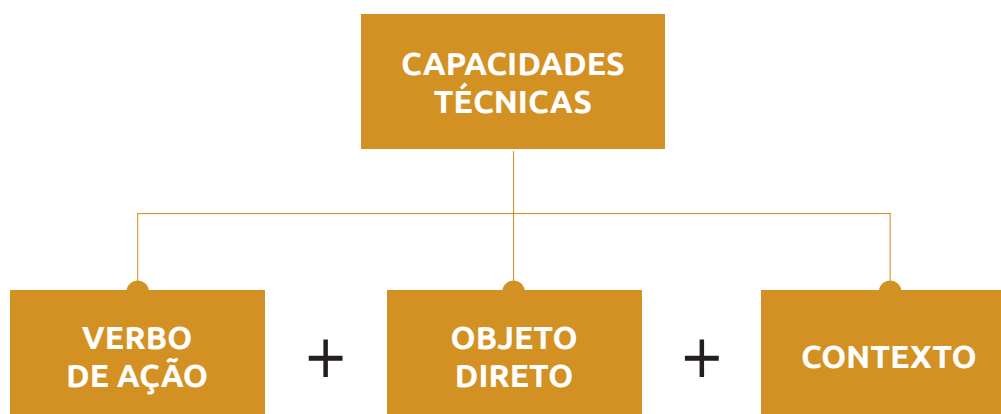 CAPACIDADES
TÉCNICAS
VERBO
DE AÇÃO
+
OBJETO
DIRETO
+
CONTEXTO